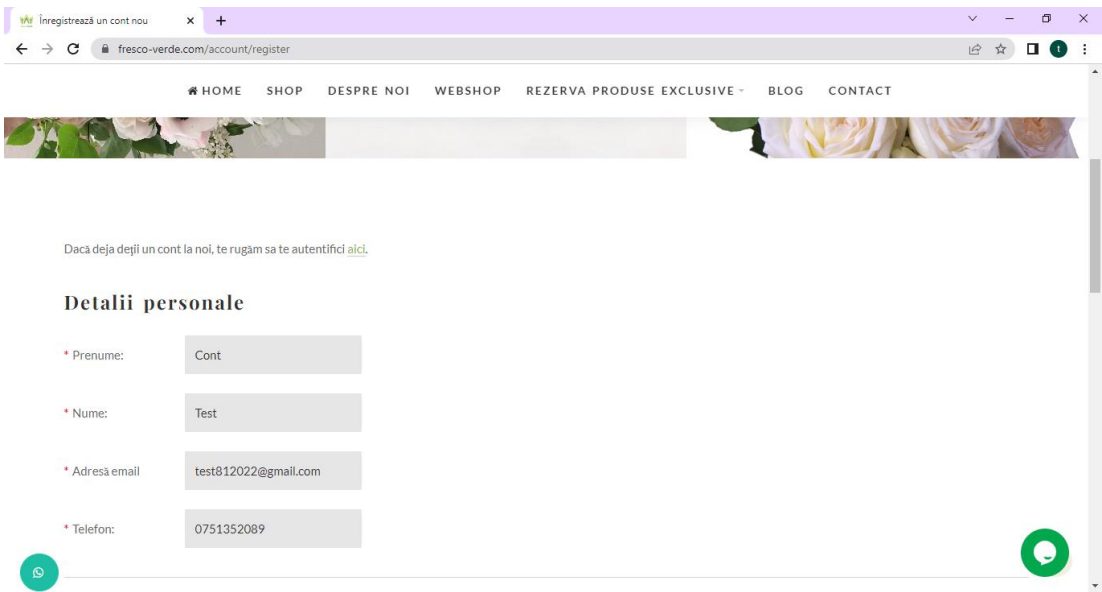 Înregistrează un cont nou
fresco-verde.com/account/register
t
HOME SHOP DESPRE NOI WEBSHOP REZERVA PRODUSE EXCLUSIVE BLOG CONTACT
Dacă deja deții un cont la noi, te rugăm sa te autentifici aici.
Detalii personale
* Prenume: Cont
* Nume: Test
* Adresă email test812022@gmail.com
* Telefon: 0751352089